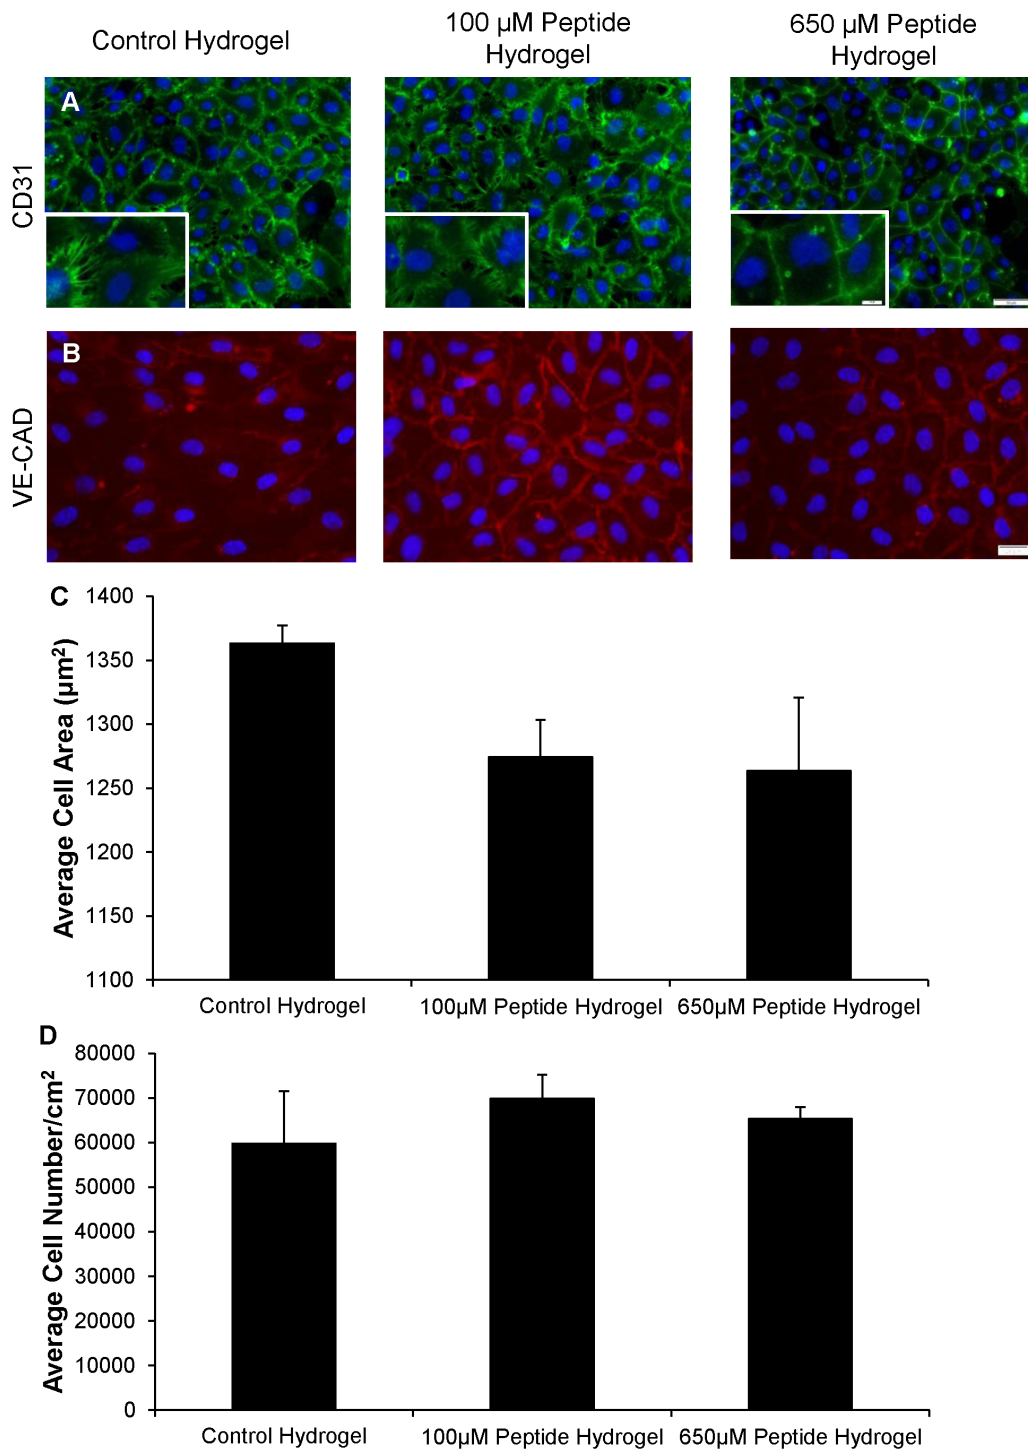 Control Hydrogel
100 µM Peptide
Hydrogel
650 µM Peptide
Hydrogel
A
CD31
B
VE-CAD
C
Average Cell Area (µm²)
1400
1350
1300
1250
1200
1150
1100
Control Hydrogel
100µM Peptide Hydrogel
650µM Peptide Hydrogel
D
Average Cell Number/cm²
80000
70000
60000
50000
40000
30000
20000
10000
0
Control Hydrogel
100µM Peptide Hydrogel
650µM Peptide Hydrogel